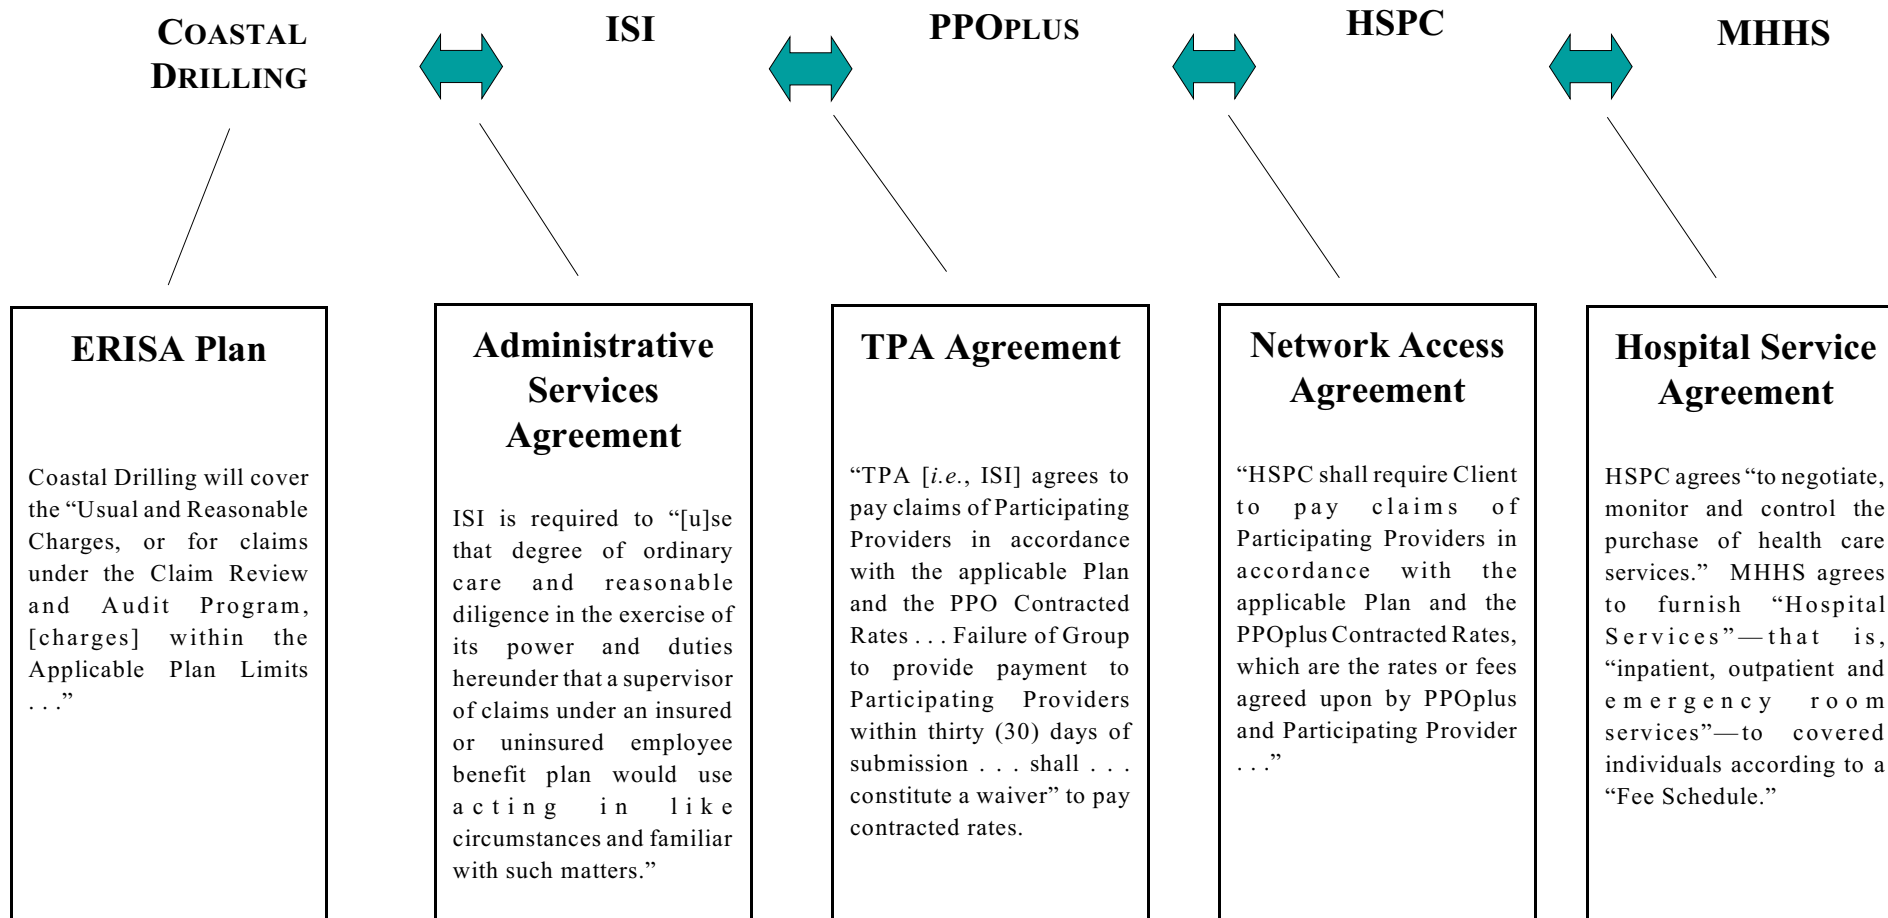 COASTAL
DRILLING
ISI
PPOPLUS
HSPC
MHHS
ERISA Plan
Coastal Drilling will cover
the “Usual and Reasonable
Charges, or for claims
under the Claim Review
and Audit Program,
[charges] within the
Applicable Plan Limits
. . .”
Administrative
Services
Agreement
ISI is required to “[u]se
that degree of ordinary
care and reasonable
diligence in the exercise of
its power and duties
hereunder that a supervisor
of claims under an insured
or uninsured employee
benefit plan would use
acting in like
circumstances and familiar
with such matters.”
TPA Agreement
“TPA [i.e., ISI] agrees to
pay claims of Participating
Providers in accordance
with the applicable Plan
and the PPO Contracted
Rates . . . Failure of Group
to provide payment to
Participating Providers
within thirty (30) days of
submission . . . shall . . .
constitute a waiver” to pay
contracted rates.
Network Access
Agreement
“HSPC shall require Client
to pay claims of
Participating Providers in
accordance with the
applicable Plan and the
PPOplus Contracted Rates,
which are the rates or fees
agreed upon by PPOplus
and Participating Provider
. . .”
Hospital Service
Agreement
HSPC agrees “to negotiate,
monitor and control the
purchase of health care
services.” MHHS agrees
to furnish “Hospital
Services”—that is,
“inpatient, outpatient and
emergency room
services”—to covered
individuals according to a
“Fee Schedule.”